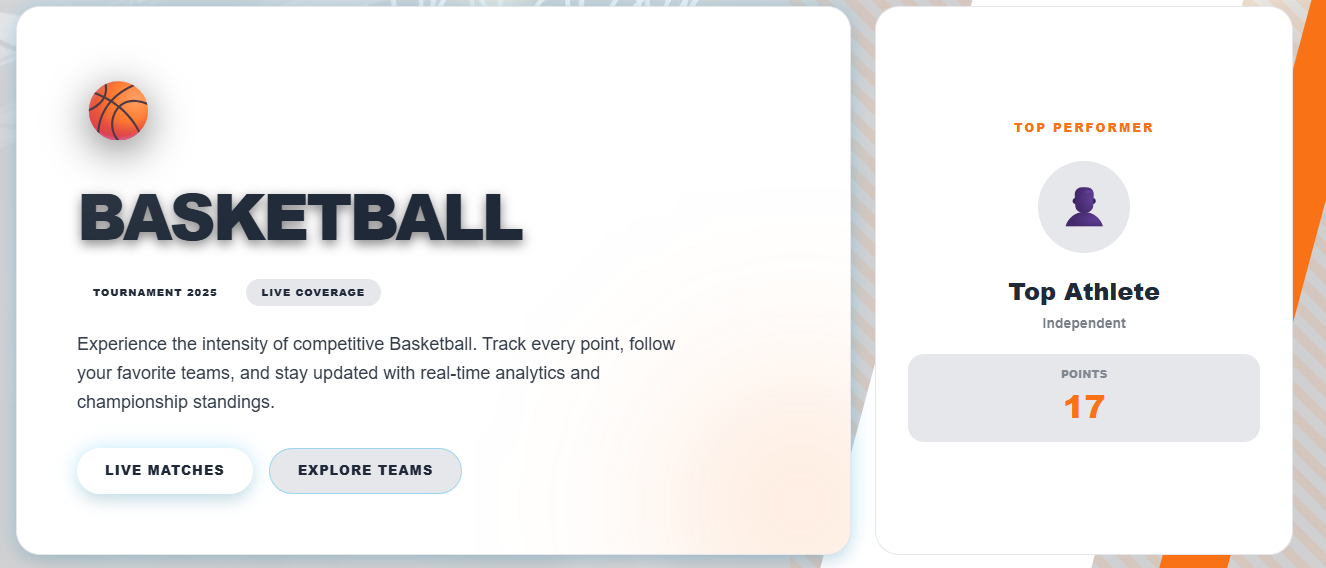 BASKETBALL
TOURNAMENT 2025
LIVE COVERAGE
Experience the intensity of competitive Basketball. Track every point, follow
your favorite teams, and stay updated with real-time analytics and
championship standings.
LIVE MATCHES
EXPLORE TEAMS
TOP PERFORMER
Top Athlete
Independent
POINTS
17